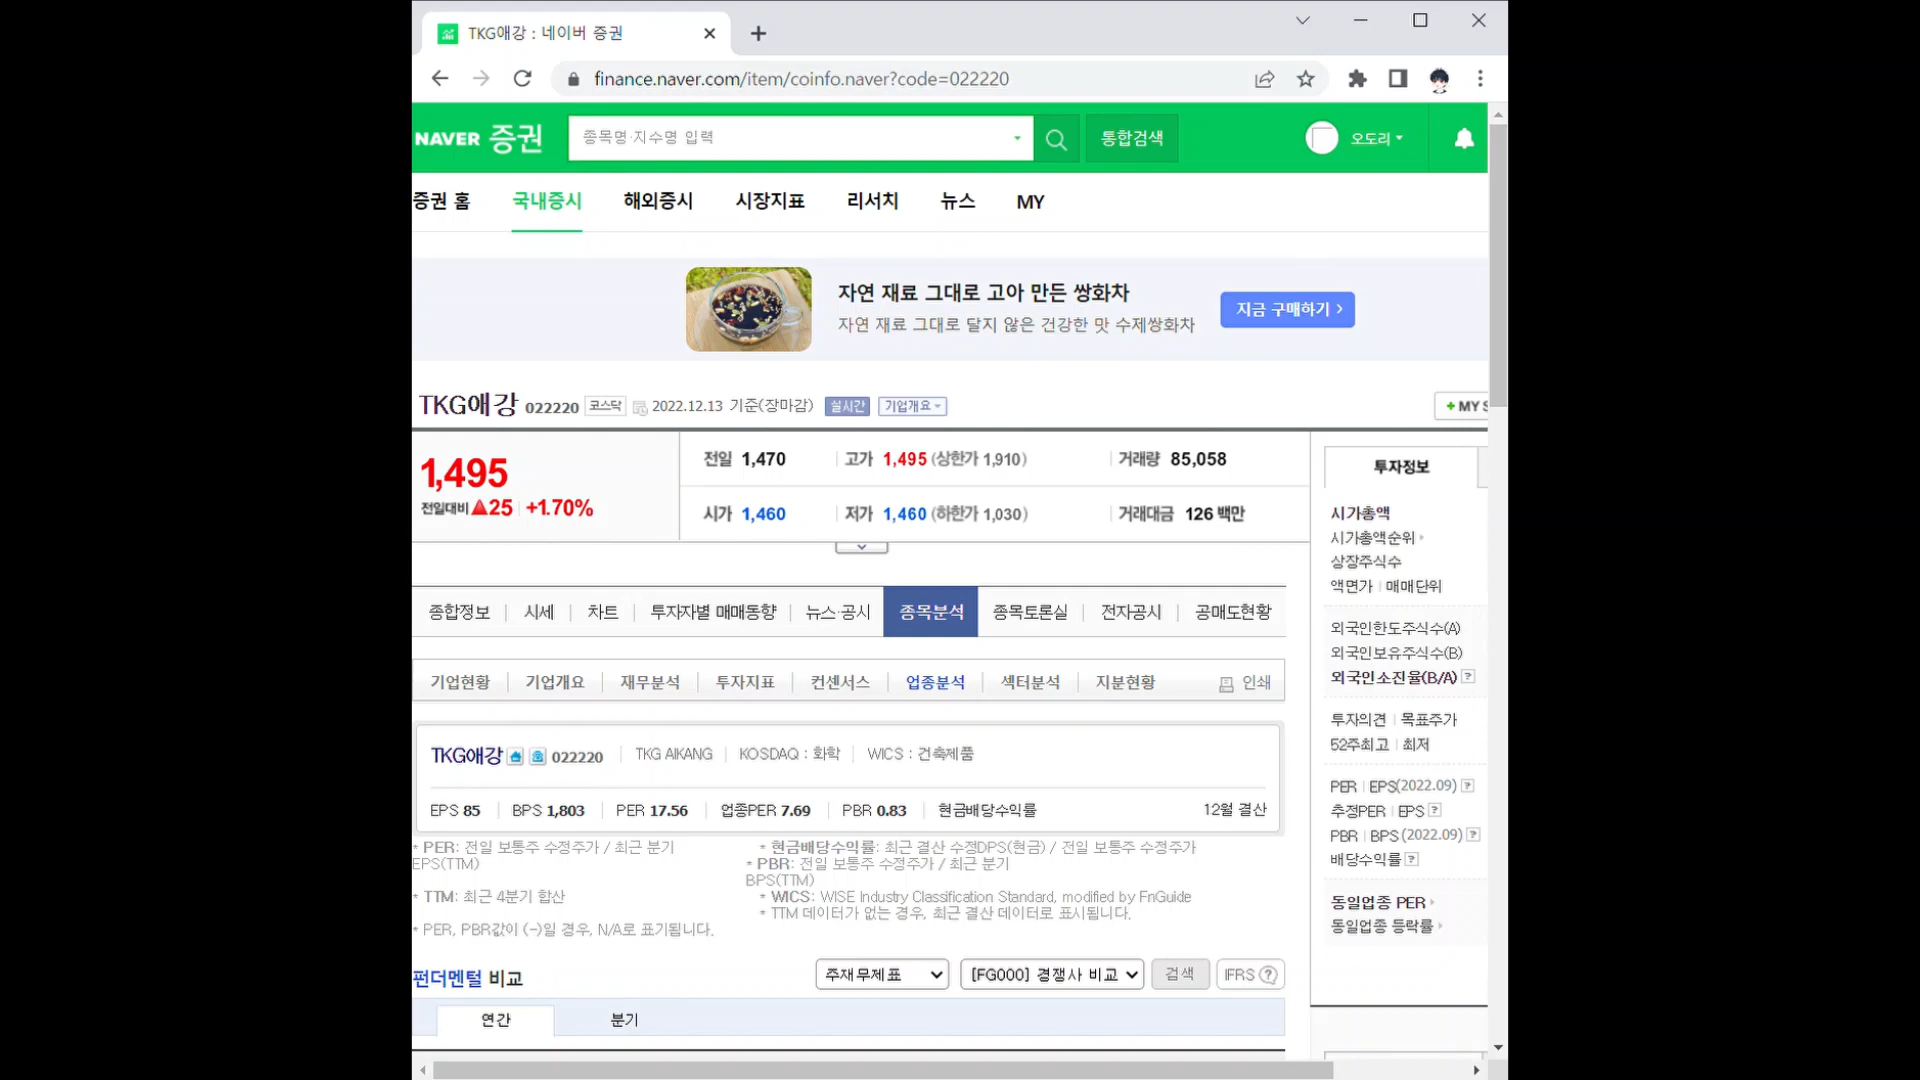 TKG애강 : 네이버 증권
finance.naver.com/item/coinfo.naver?code=022220
NAVER 증권 종목명·지수명 입력 통합검색 오도리
증권 홈 국내증시 해외증시 시장지표 리서치 뉴스 MY
자연 재료 그대로 고아 만든 쌍화차
자연 재료 그대로 달지 않은 건강한 맛 수제쌍화차
지금 구매하기 >
TKG애강 022220 코스닥 2022.12.13 기준(장마감) 실시간 기업개요 + MY S
1,495
전일대비 ▲25 +1.70%
전일 1,470 고가 1,495 (상한가 1,910) 거래량 85,058
시가 1,460 저가 1,460 (하한가 1,030) 거래대금 126 백만
종합정보 시세 차트 투자자별 매매동향 뉴스·공시 종목분석 종목토론실 전자공시 공매도현황
기업현황 기업개요 재무분석 투자지표 컨센서스 업종분석 섹터분석 지분현황 인쇄
TKG애강 022220 TKG AIKANG KOSDAQ : 화학 WICS : 건축제품
EPS 85 BPS 1,803 PER 17.56 업종PER 7.69 PBR 0.83 현금배당수익률 12월 결산
* PER: 전일 보통주 수정주가 / 최근 분기
EPS(TTM)
* TTM: 최근 4분기 합산
* PER, PBR값이 (-)일 경우, N/A로 표기됩니다.
* 현금배당수익률: 최근 결산 수정DPS(현금) / 전일 보통주 수정주가
* PBR: 전일 보통주 수정주가 / 최근 분기
BPS(TTM)
* WICS: WISE Industry Classification Standard, modified by FnGuide
* TTM 데이터가 없는 경우, 최근 결산 데이터로 표시됩니다.
펀더멘털 비교 주재무제표 [FG000] 경쟁사 비교 검색 IFRS ?
연간 분기
투자정보
시가총액
시가총액순위
상장주식수
액면가 매매단위
외국인한도주식수(A)
외국인보유주식수(B)
외국인소진율(B/A) ?
투자의견 목표주가
52주최고 최저
PER EPS(2022.09) ?
추정PER EPS ?
PBR BPS (2022.09) ?
배당수익률 ?
동일업종 PER
동일업종 등락률